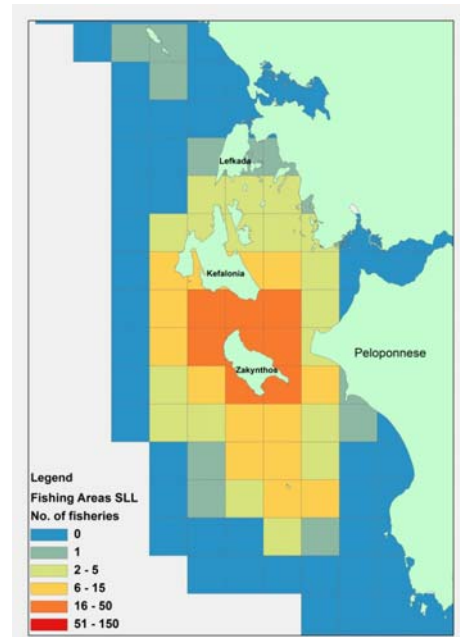 Lefkada
Kefalonia
Peloponnese
Zakynthos
Legend
Fishing Areas SLL
No. of fisheries
0
1
2 - 5
6 - 15
16 - 50
51 - 150